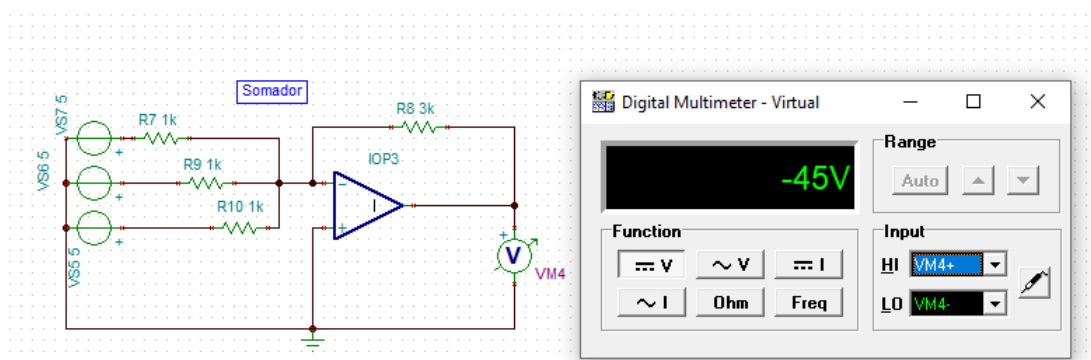 Somador
VS7 5
R7 1k
R8 3k
VS6 5
R9 1k
IOP3
R10 1k
VS5 5
I
V
VM4
+
+
+
−
+
+
Digital Multimeter - Virtual
-45V
Range
Auto
Function
V
~ V
I
~ I
Ohm
Freq
Input
HI VM4+
LO VM4-